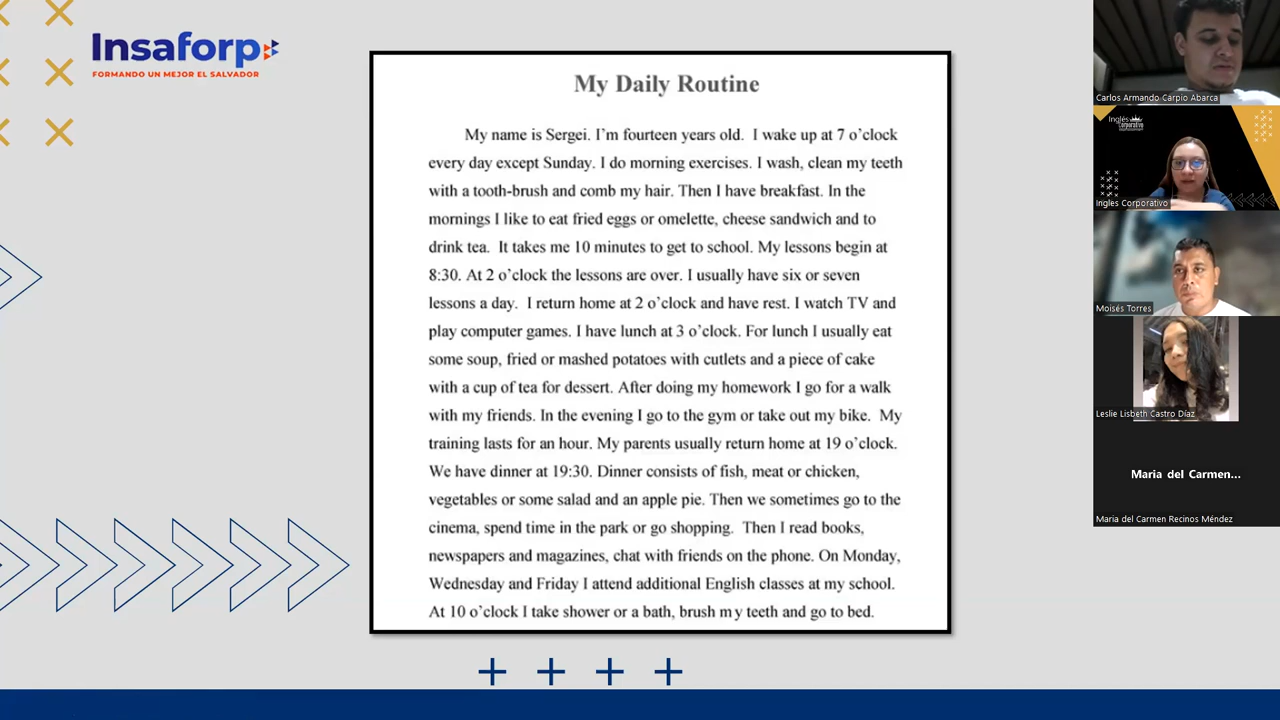 Insaforp
FORMANDO UN MEJOR EL SALVADOR
My Daily Routine
My name is Sergei. I'm fourteen years old. I wake up at 7 o'clock
every day except Sunday. I do morning exercises. I wash, clean my teeth
with a tooth-brush and comb my hair. Then I have breakfast. In the
mornings I like to eat fried eggs or omelette, cheese sandwich and to
drink tea. It takes me 10 minutes to get to school. My lessons begin at
8:30. At 2 o'clock the lessons are over. I usually have six or seven
lessons a day. I return home at 2 o'clock and have rest. I watch TV and
play computer games. I have lunch at 3 o'clock. For lunch I usually eat
some soup, fried or mashed potatoes with cutlets and a piece of cake
with a cup of tea for dessert. After doing my homework I go for a walk
with my friends. In the evening I go to the gym or take out my bike. My
training lasts for an hour. My parents usually return home at 19 o'clock.
We have dinner at 19:30. Dinner consists of fish, meat or chicken,
vegetables or some salad and an apple pie. Then we sometimes go to the
cinema, spend time in the park or go shopping. Then I read books,
newspapers and magazines, chat with friends on the phone. On Monday,
Wednesday and Friday I attend additional English classes at my school.
At 10 o'clock I take shower or a bath, brush my teeth and go to bed.
Carlos Armando Carpio Abarca
Inglés
Corporativo
Ingles Corporativo
Moisés Torres
Leslie Lisbeth Castro Díaz
Maria del Carmen...
Maria del Carmen Recinos Méndez